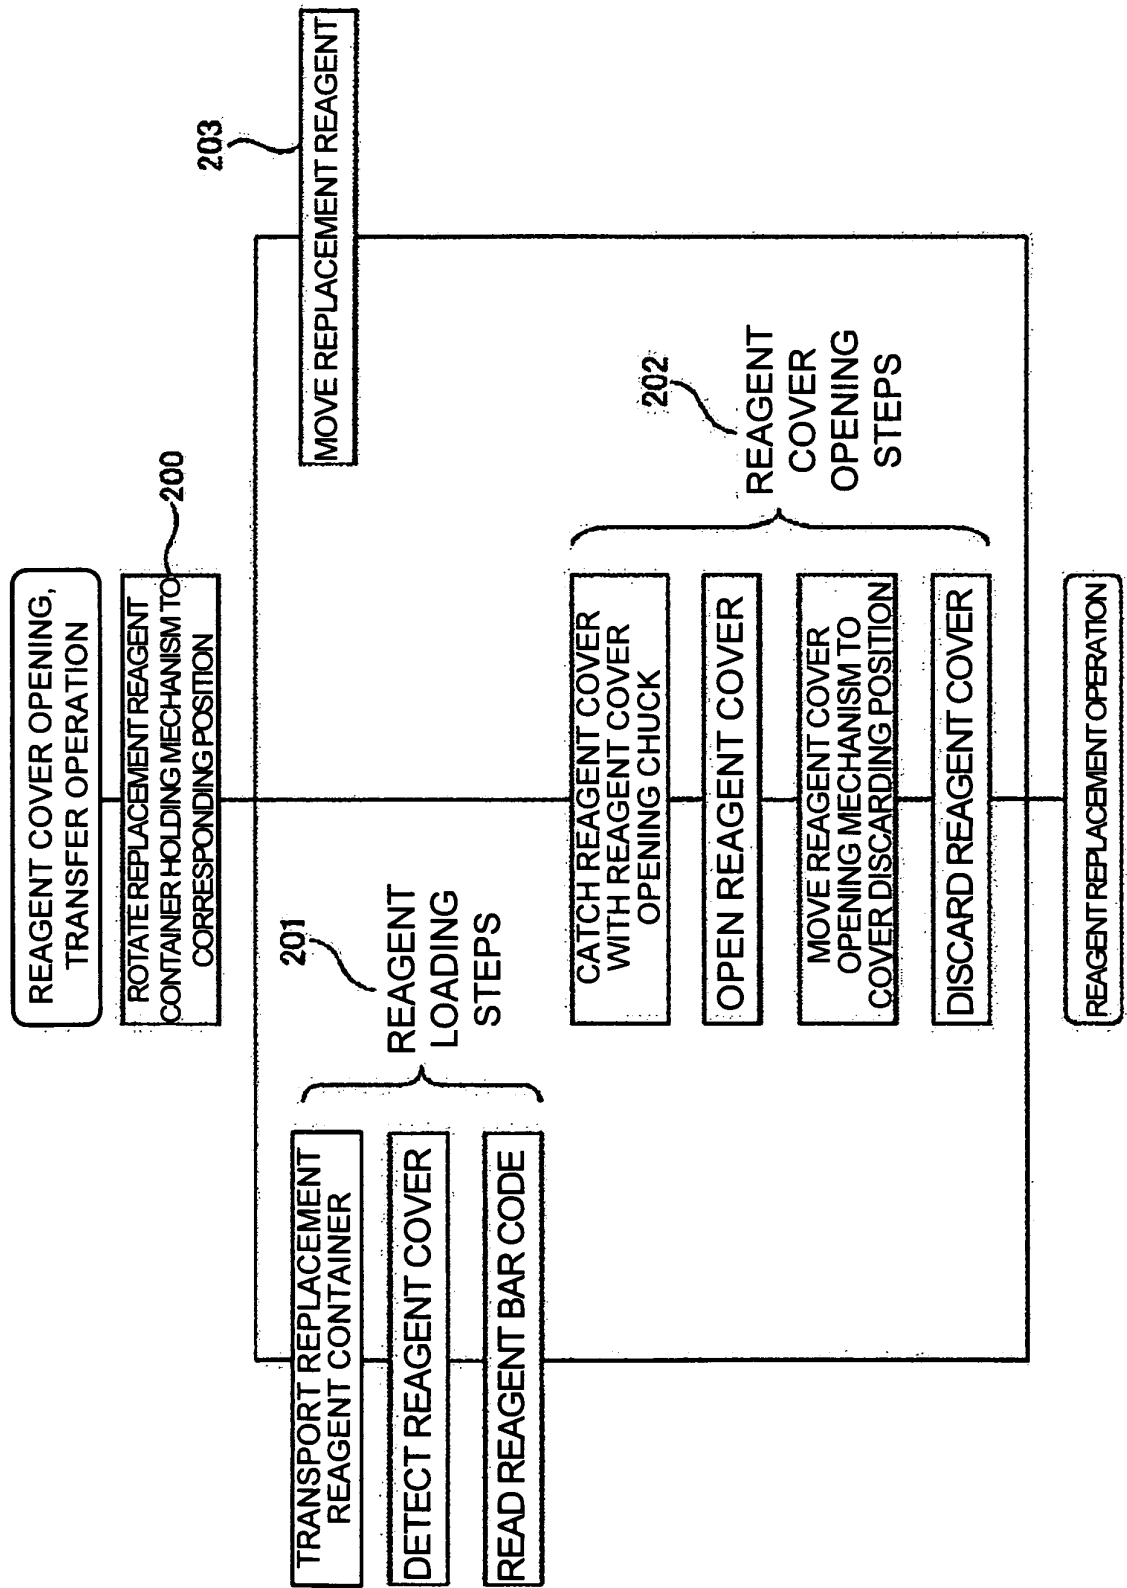 REAGENT COVER OPENING,
TRANSFER OPERATION
ROTATE REPLACEMENT REAGENT
CONTAINER HOLDING MECHANISM TO
CORRESPONDING POSITION
200
TRANSPORT REPLACEMENT
REAGENT CONTAINER
DETECT REAGENT COVER
READ REAGENT BAR CODE
201
REAGENT
LOADING
STEPS
CATCH REAGENT COVER
WITH REAGENT COVER
OPENING CHUCK
OPEN REAGENT COVER
MOVE REAGENT COVER
OPENING MECHANISM TO
COVER DISCARDING POSITION
DISCARD REAGENT COVER
202
REAGENT
COVER
OPENING
STEPS
203
MOVE REPLACEMENT REAGENT
REAGENT REPLACEMENT OPERATION